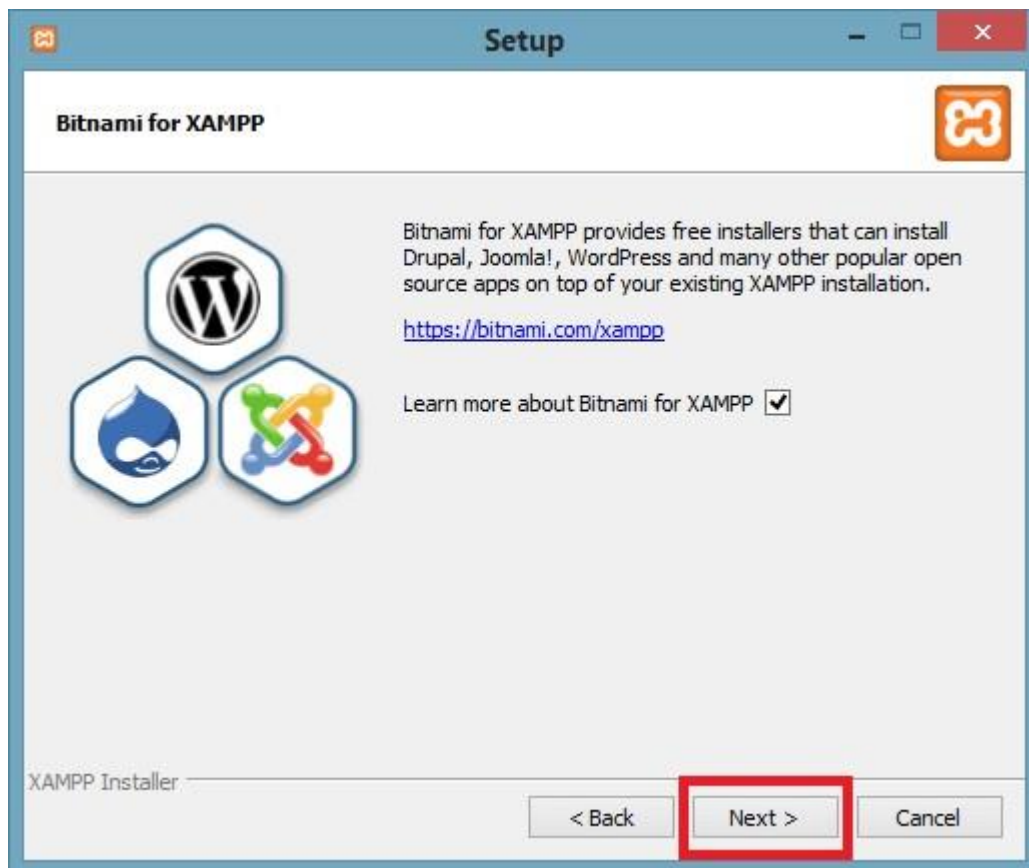 Setup
Bitnami for XAMPP
Bitnami for XAMPP provides free installers that can install
Drupal, Joomla!, WordPress and many other popular open
source apps on top of your existing XAMPP installation.
https://bitnami.com/xampp
Learn more about Bitnami for XAMPP
XAMPP Installer
< Back
Next >
Cancel